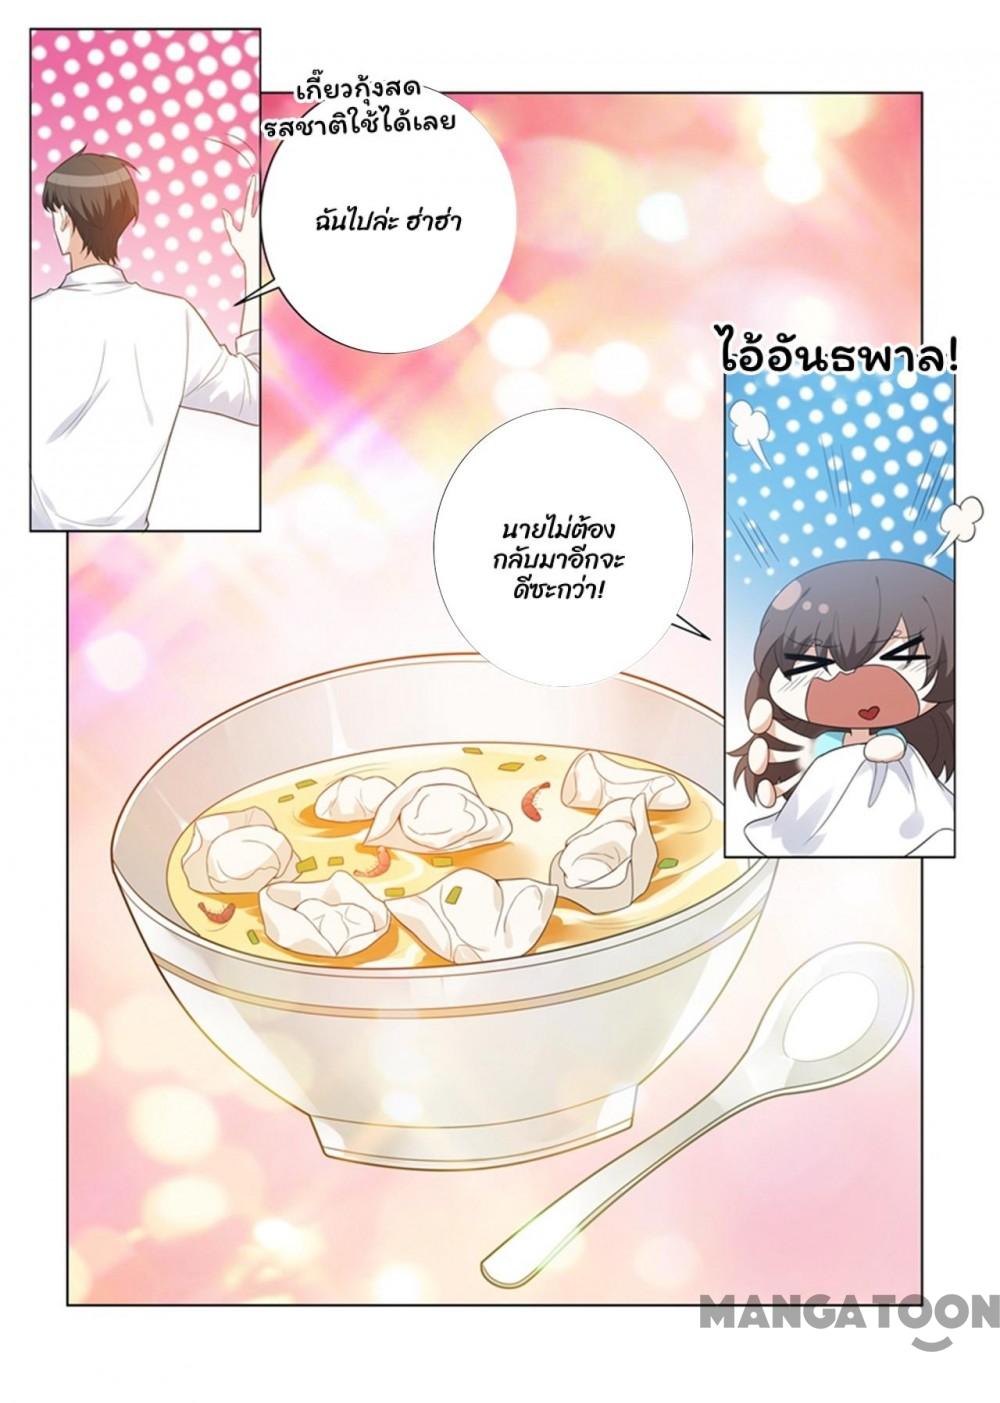 เกี๊ยวกุ้งสด
รสชาติใช้ได้เลย
ฉันไปล่ะ ฮ่าฮ่า
ไอ้อันธพาล!
นายไม่ต้อง
กลับมาอีกจะ
ดีซะกว่า!
MANGATOON